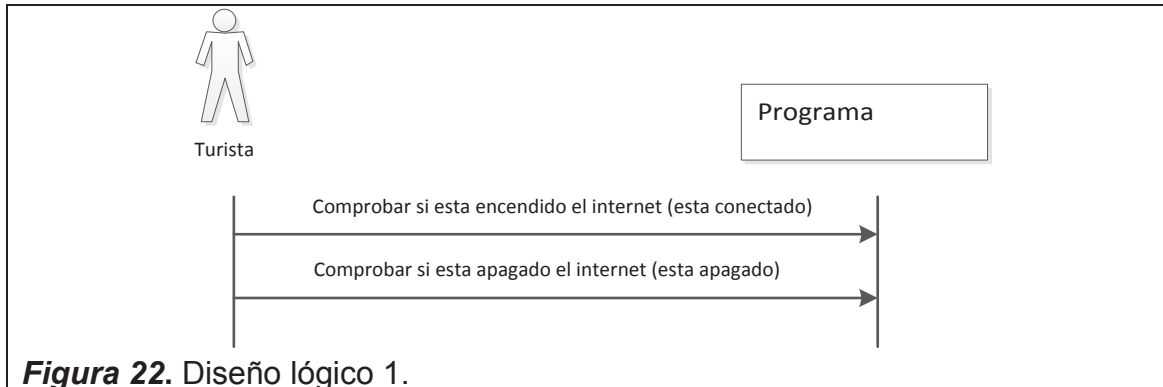 Turista
Programa
Comprobar si esta encendido el internet (esta conectado)
Comprobar si esta apagado el internet (esta apagado)
Figura 22. Diseño lógico 1.